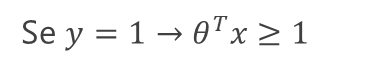 Se y = 1 → θᵀx ≥ 1